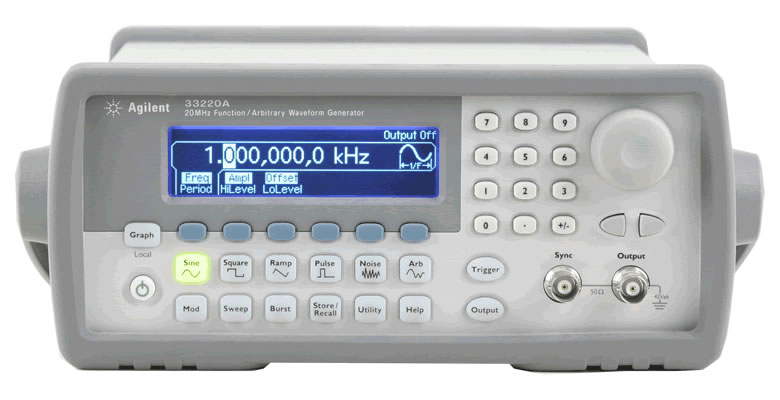 Agilent
33220A
20MHz Function / Arbitrary Waveform Generator
Output Off
1.000,000,0 kHz
1/F
Freq Ampl Offset
Period HiLevel LoLevel
7 8 9
4 5 6
1 2 3
0 . +/-
Graph
Local
Sine Square Ramp Pulse Noise Arb
Trigger
Mod Sweep Burst Store/ Recall Utility Help
Output
Sync Output
50Ω
42Vpk